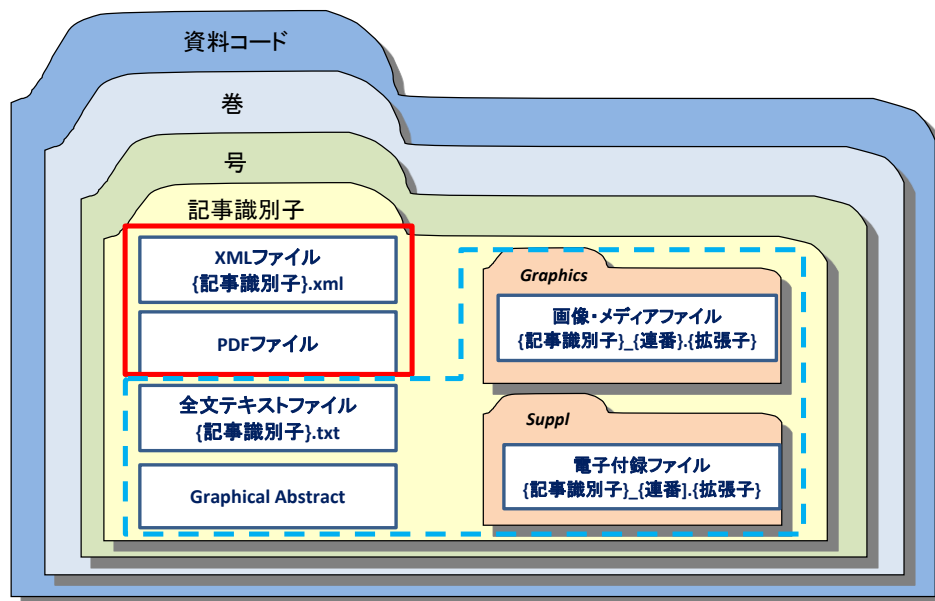 資料コード
巻
号
記事識別子
XMLファイル
{記事識別子}.xml
PDFファイル
全文テキストファイル
{記事識別子}.txt
Graphical Abstract
Graphics
画像・メディアファイル
{記事識別子}_{連番}.{拡張子}
Suppl
電子付録ファイル
{記事識別子}_{連番].{拡張子}